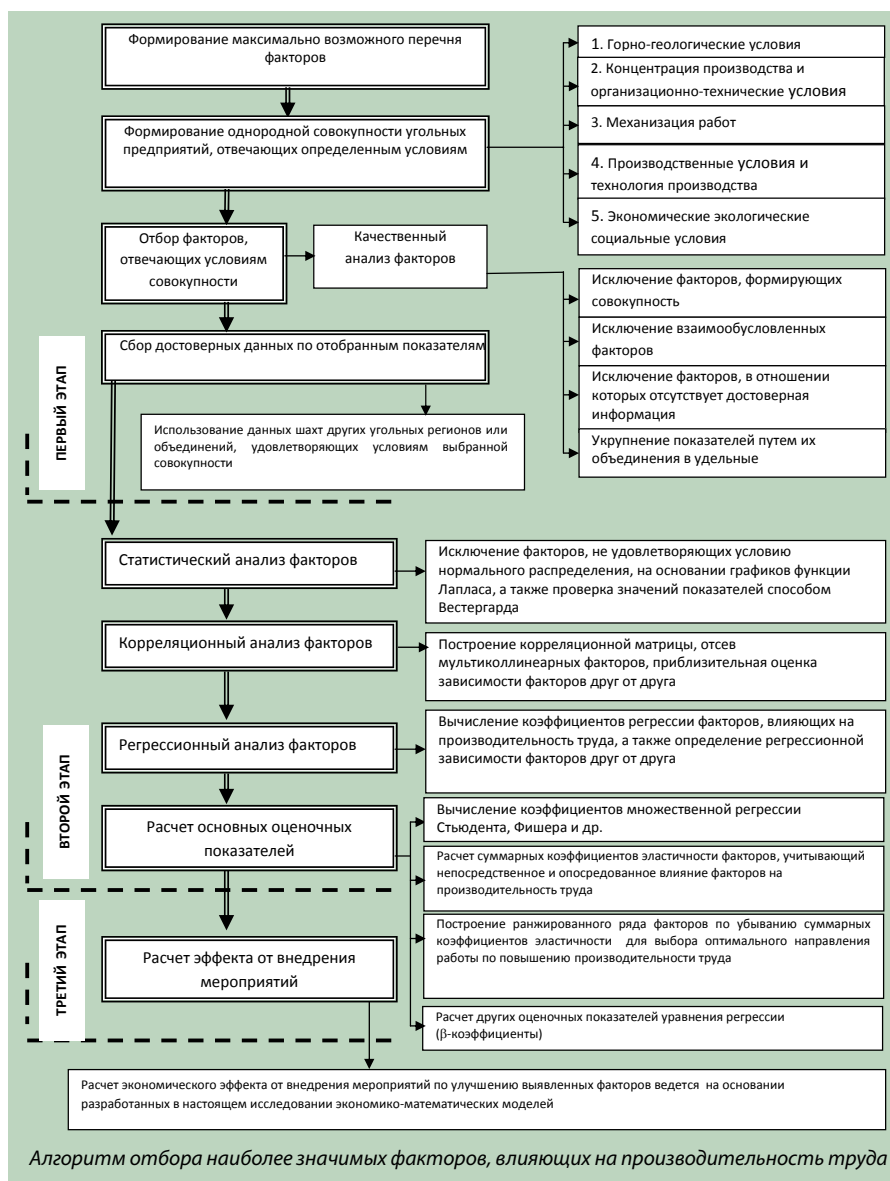 Формирование максимально возможного перечня
факторов
1. Горно-геологические условия
2. Концентрация производства и
организационно-технические условия
3. Механизация работ
4. Производственные условия и
технология производства
5. Экономические экологические
социальные условия
Формирование однородной совокупности угольных
предприятий, отвечающих определенным условиям
Отбор факторов,
отвечающих условиям
совокупности
Качественный
анализ факторов
Исключение факторов, формирующих
совокупность
Исключение взаимообусловленных
факторов
Исключение факторов, в отношении
которых отсутствует достоверная
информация
Укрупнение показателей путем их
объединения в удельные
Сбор достоверных данных по отобранным показателям
ПЕРВЫЙ ЭТАП
Использование данных шахт других угольных регионов или
объединений, удовлетворяющих условиям выбранной
совокупности
Статистический анализ факторов
Исключение факторов, не удовлетворяющих условию
нормального распределения, на основании графиков функции
Лапласа, а также проверка значений показателей способом
Вестергарда
Корреляционный анализ факторов
Построение корреляционной матрицы, отсев
мультиколлинеарных факторов, приблизительная оценка
зависимости факторов друг от друга
Регрессионный анализ факторов
Вычисление коэффициентов регрессии факторов, влияющих на
производительность труда, а также определение регрессионной
зависимости факторов друг от друга
ВТОРОЙ ЭТАП
Расчет основных оценочных
показателей
Вычисление коэффициентов множественной регрессии
Стьюдента, Фишера и др.
Расчет суммарных коэффициентов эластичности факторов, учитывающий
непосредственное и опосредованное влияние факторов на
производительность труда
Построение ранжированного ряда факторов по убыванию суммарных
коэффициентов эластичности для выбора оптимального направления
работы по повышению производительности труда
Расчет других оценочных показателей уравнения регрессии
(β-коэффициенты)
ТРЕТИЙ ЭТАП
Расчет эффекта от внедрения
мероприятий
Расчет экономического эффекта от внедрения мероприятий по улучшению выявленных факторов ведется на основании
разработанных в настоящем исследовании экономико-математических моделей
Алгоритм отбора наиболее значимых факторов, влияющих на производительность труда